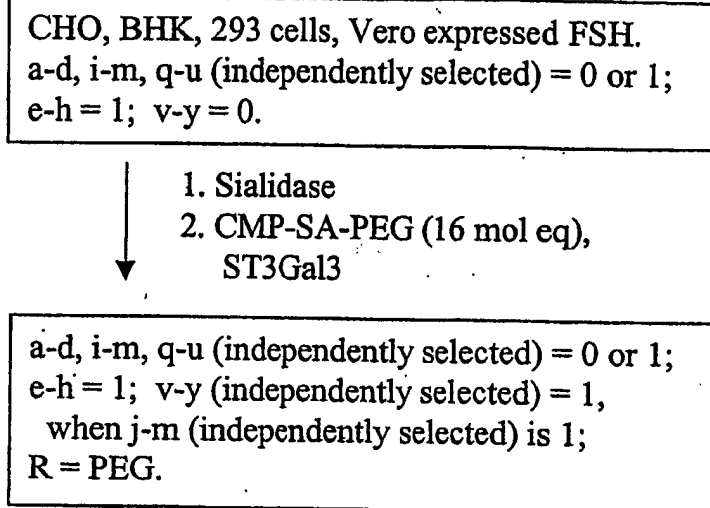 CHO, BHK, 293 cells, Vero expressed FSH.
a-d, i-m, q-u (independently selected) = 0 or 1;
e-h = 1; v-y = 0.
1. Sialidase
2. CMP-SA-PEG (16 mol eq),
ST3Gal3
a-d, i-m, q-u (independently selected) = 0 or 1;
e-h = 1; v-y (independently selected) = 1,
when j-m (independently selected) is 1;
R = PEG.